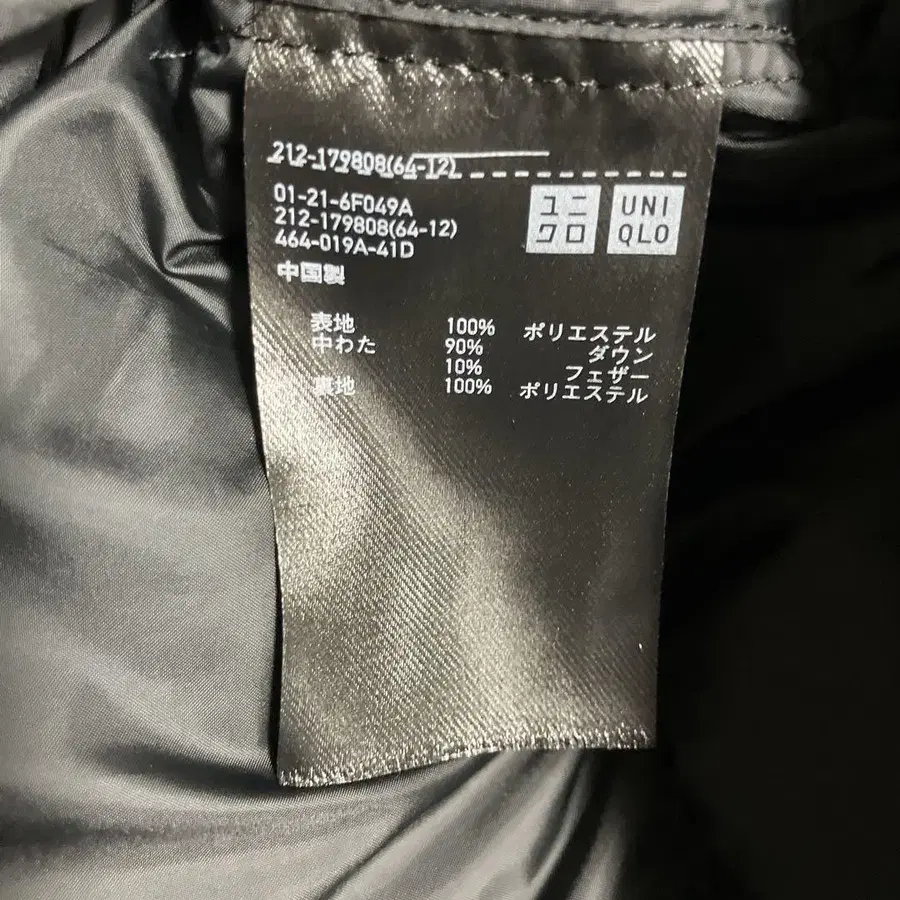 212-179808(64-12)
01-21-6F049A
212-179808(64-12)
464-019A-41D
中国製
ユニ
クロ
UNI
QLO
表地 100% ポリエステル
中わた 90% ダウン
10% フェザー
裏地 100% ポリエステル